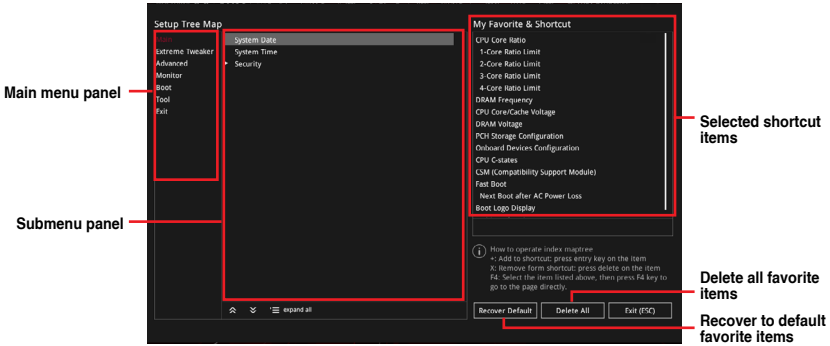 Setup Tree Map
My Favorite & Shortcut
Main
Extreme Tweaker
Advanced
Monitor
Boot
Tool
Exit
System Date
System Time
Security
CPU Core Ratio
1-Core Ratio Limit
2-Core Ratio Limit
3-Core Ratio Limit
4-Core Ratio Limit
DRAM Frequency
CPU Core/Cache Voltage
DRAM Voltage
PCH Storage Configuration
Onboard Devices Configuration
CPU C-states
CSM (Compatibility Support Module)
Fast Boot
Next Boot after AC Power Loss
Boot Logo Display
How to operate index maptree
+: Add to shortcut: press entry key on the item
X: Remove form shortcut: press delete on the item
F4: Select the item listed above, then press F4 key to
go to the page directly.
expand all
Recover Default
Delete All
Exit (ESC)
Main menu panel
Submenu panel
Selected shortcut
items
Delete all favorite
items
Recover to default
favorite items